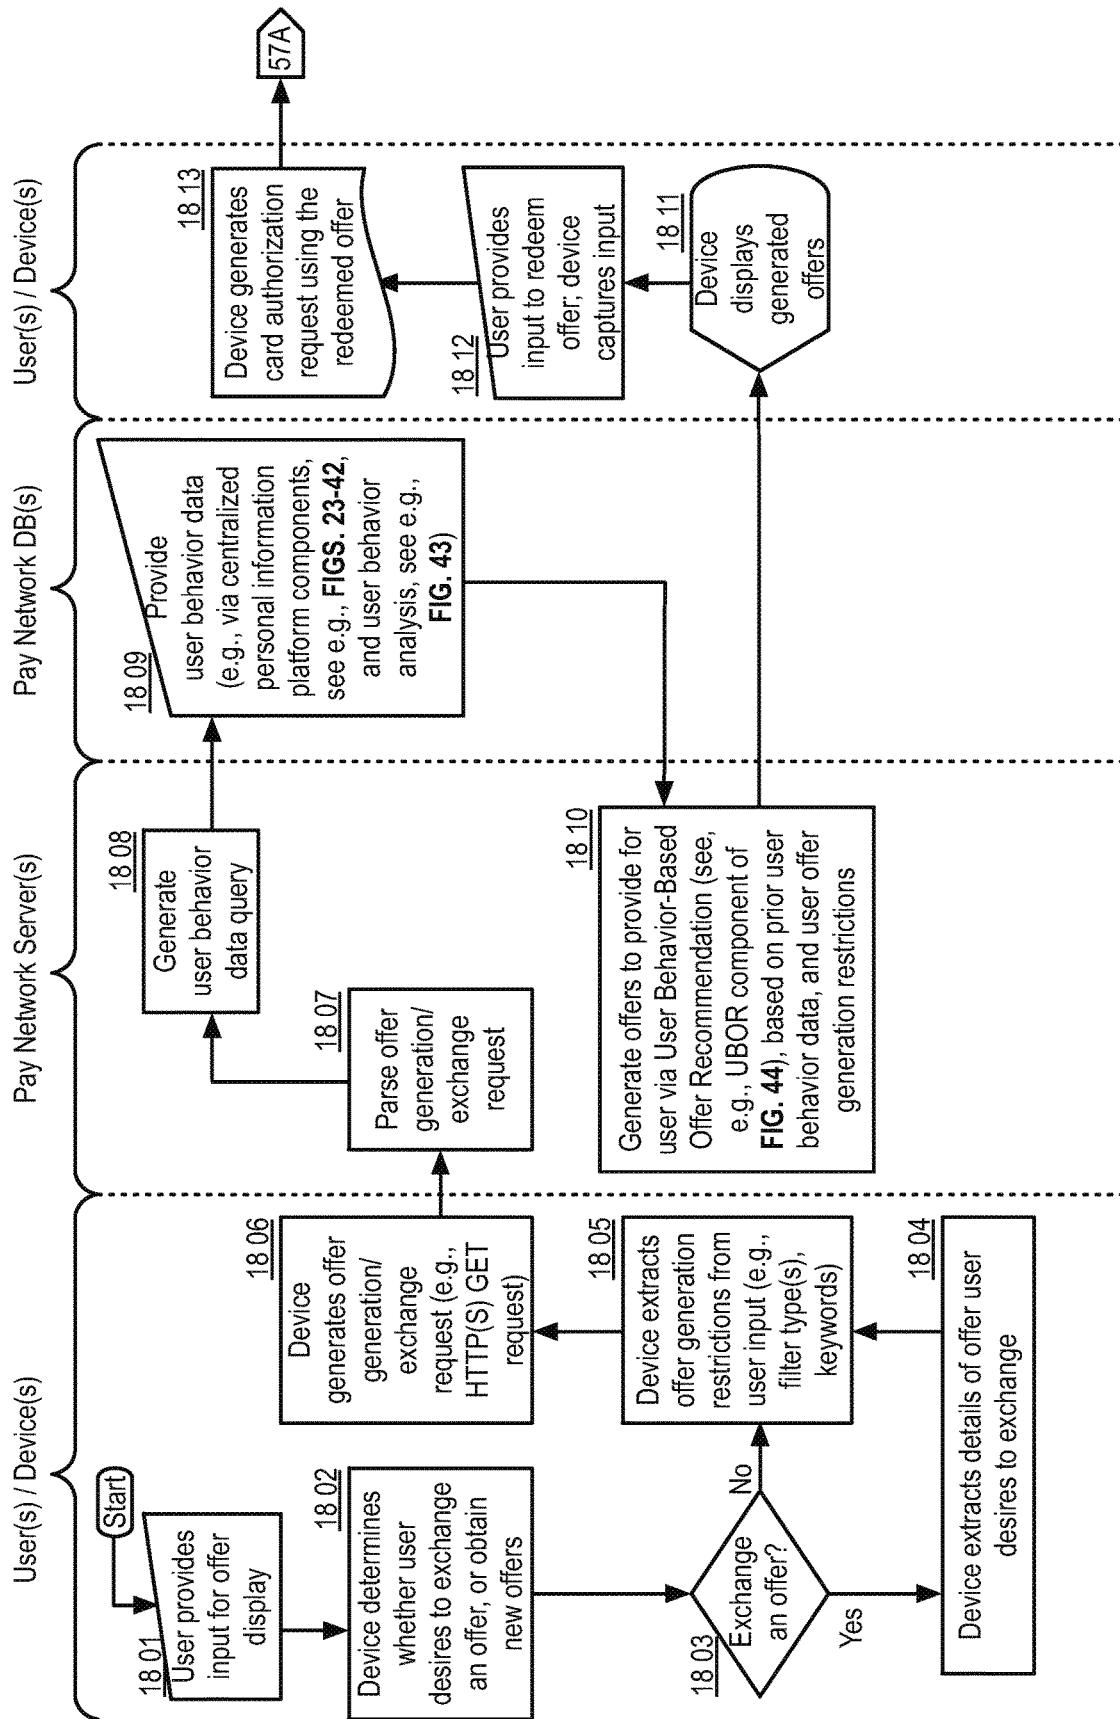 User(s) / Device(s)
Pay Network Server(s)
Pay Network DB(s)
User(s) / Device(s)
Start
18 01
User provides
input for offer
display
18 02
Device determines
whether user
desires to exchange
an offer, or obtain
new offers
18 03
Exchange
an offer?
No
Yes
18 04
Device extracts details of offer user
desires to exchange
18 05
Device extracts
offer generation
restrictions from
user input (e.g.,
filter type(s),
keywords)
18 06
Device
generates offer
generation/
exchange
request (e.g.,
HTTP(S) GET
request)
18 07
Parse offer
generation/
exchange
request
18 08
Generate
user behavior
data query
18 09
Provide
user behavior data
(e.g., via centralized
personal information
platform components,
see e.g., FIGS. 23-42,
and user behavior
analysis, see e.g.,
FIG. 43)
18 10
Generate offers to provide for
user via User Behavior-Based
Offer Recommendation (see,
e.g., UBOR component of
FIG. 44), based on prior user
behavior data, and user offer
generation restrictions
18 11
Device
displays
generated
offers
18 12
User provides
input to redeem
offer; device
captures input
18 13
Device generates
card authorization
request using the
redeemed offer
57A